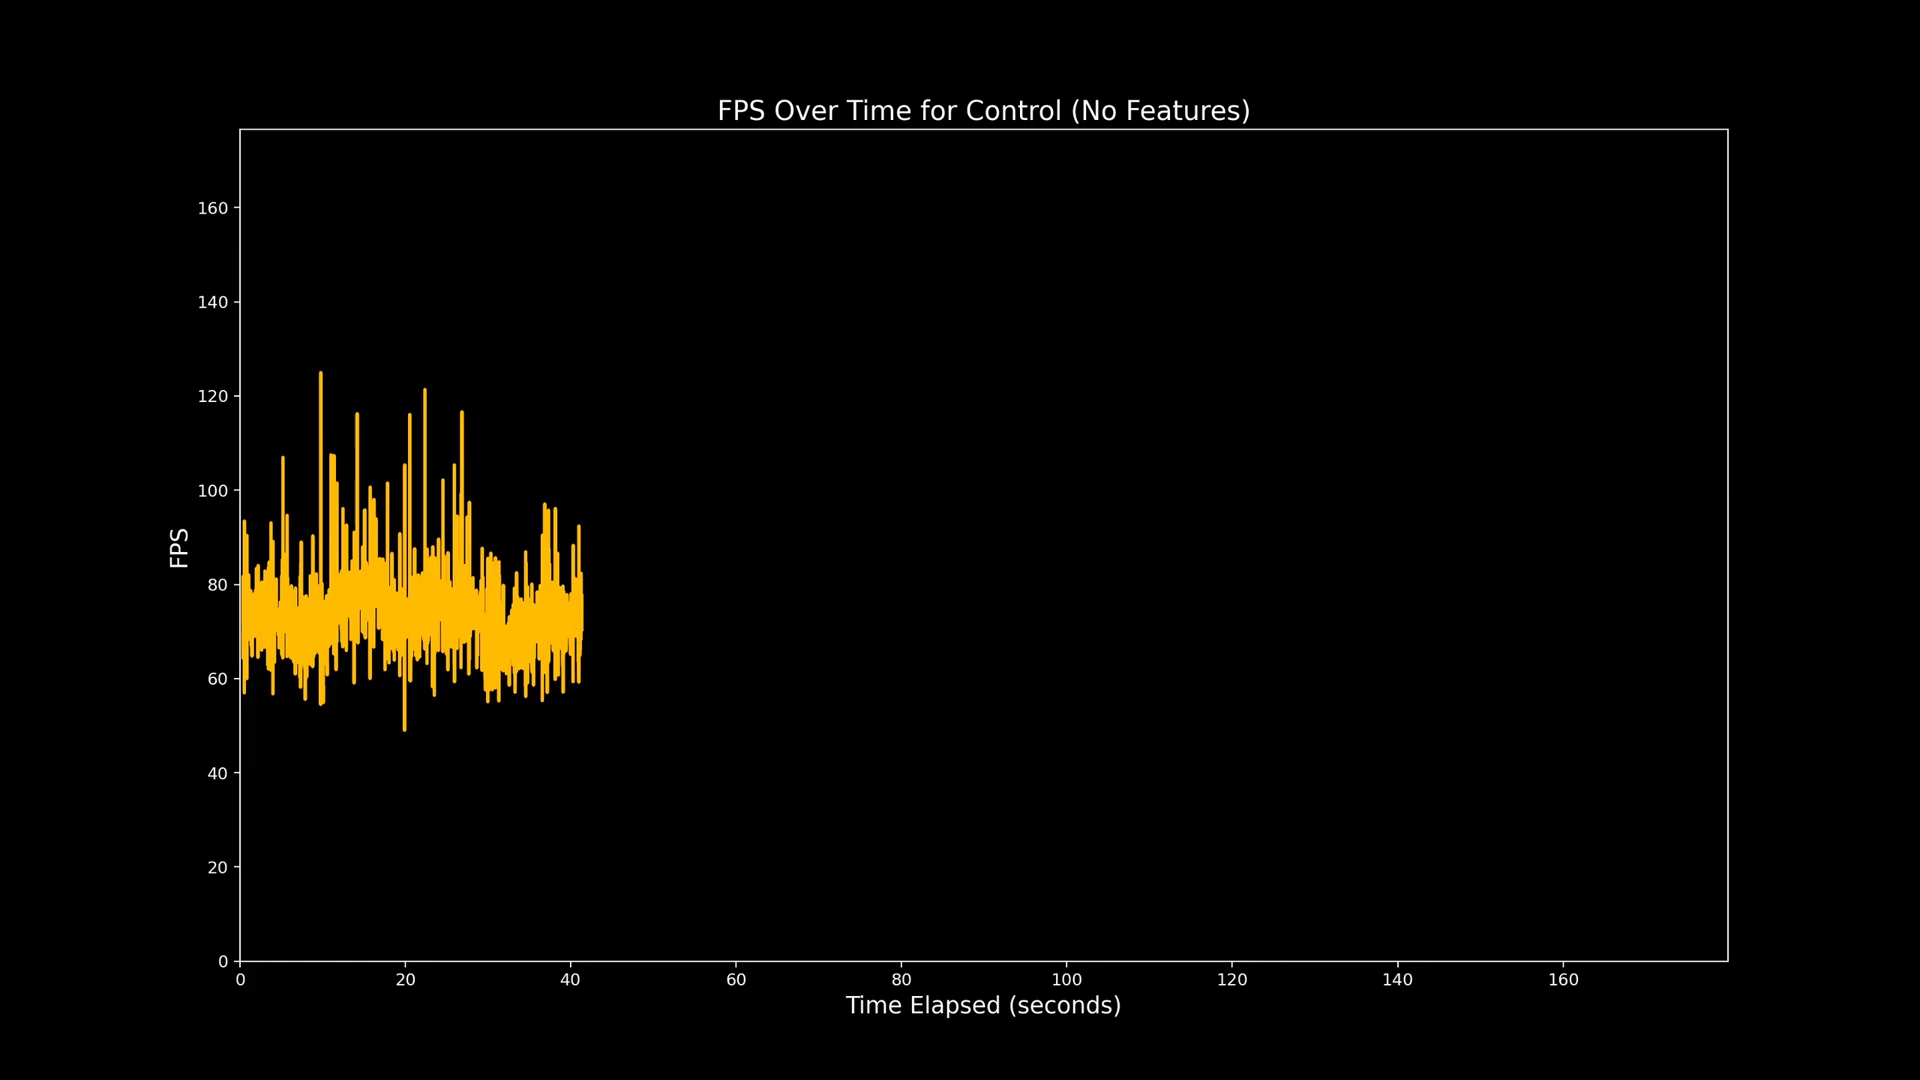 FPS Over Time for Control (No Features)
160
140
120
100
80
60
40
20
0
FPS
0 20 40 60 80 100 120 140 160
Time Elapsed (seconds)